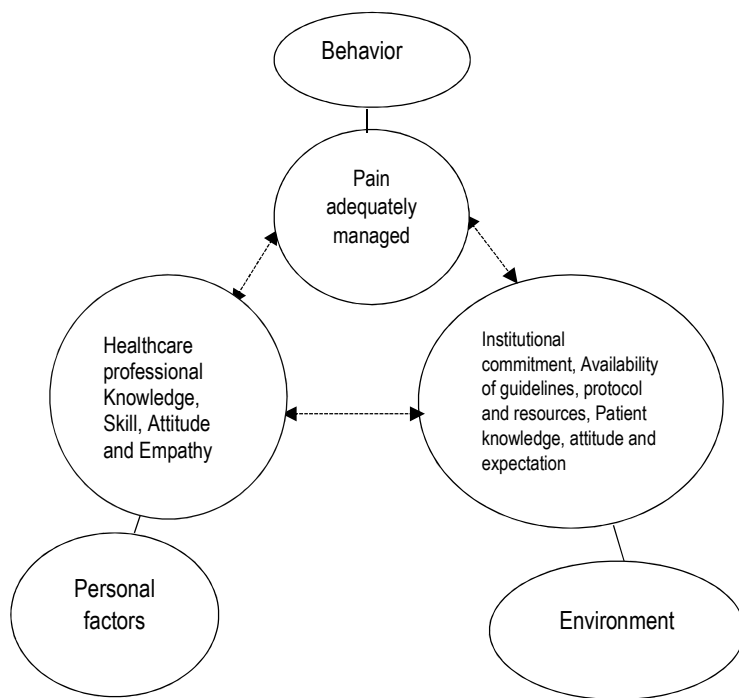 Behavior
Pain
adequately
managed
Healthcare
professional
Knowledge,
Skill, Attitude
and Empathy
Institutional
commitment, Availability
of guidelines, protocol
and resources, Patient
knowledge, attitude and
expectation
Personal
factors
Environment